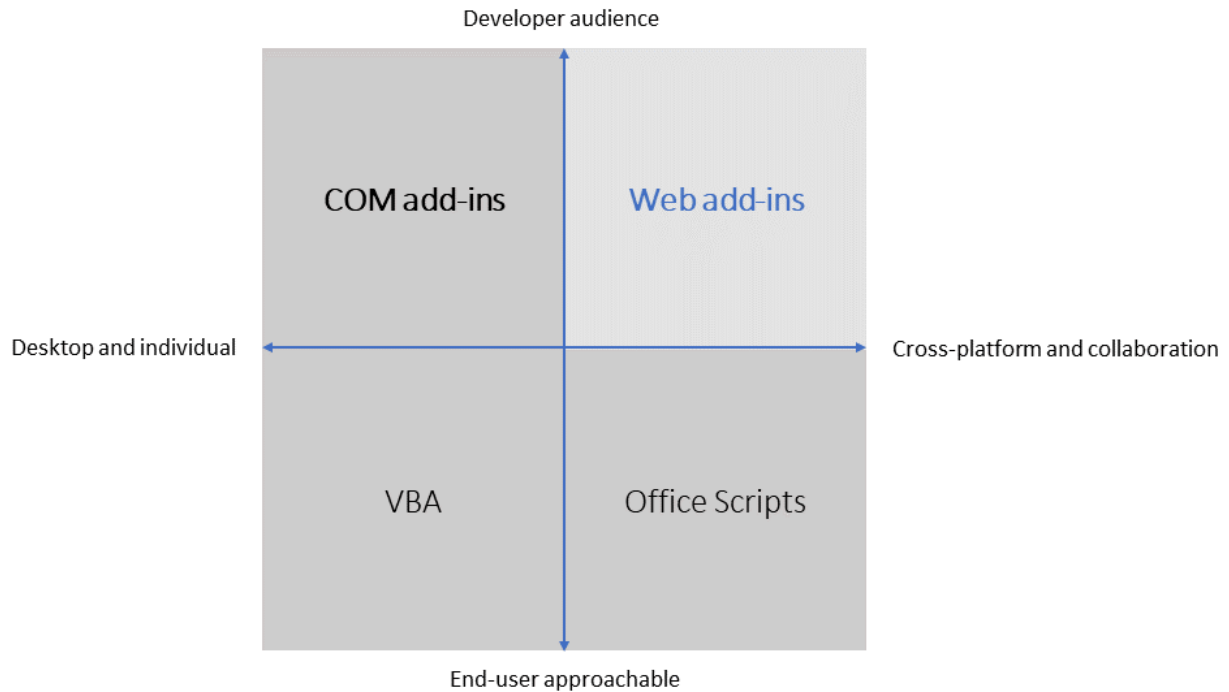 Developer audience
COM add-ins
Web add-ins
Desktop and individual
Cross-platform and collaboration
VBA
Office Scripts
End-user approachable